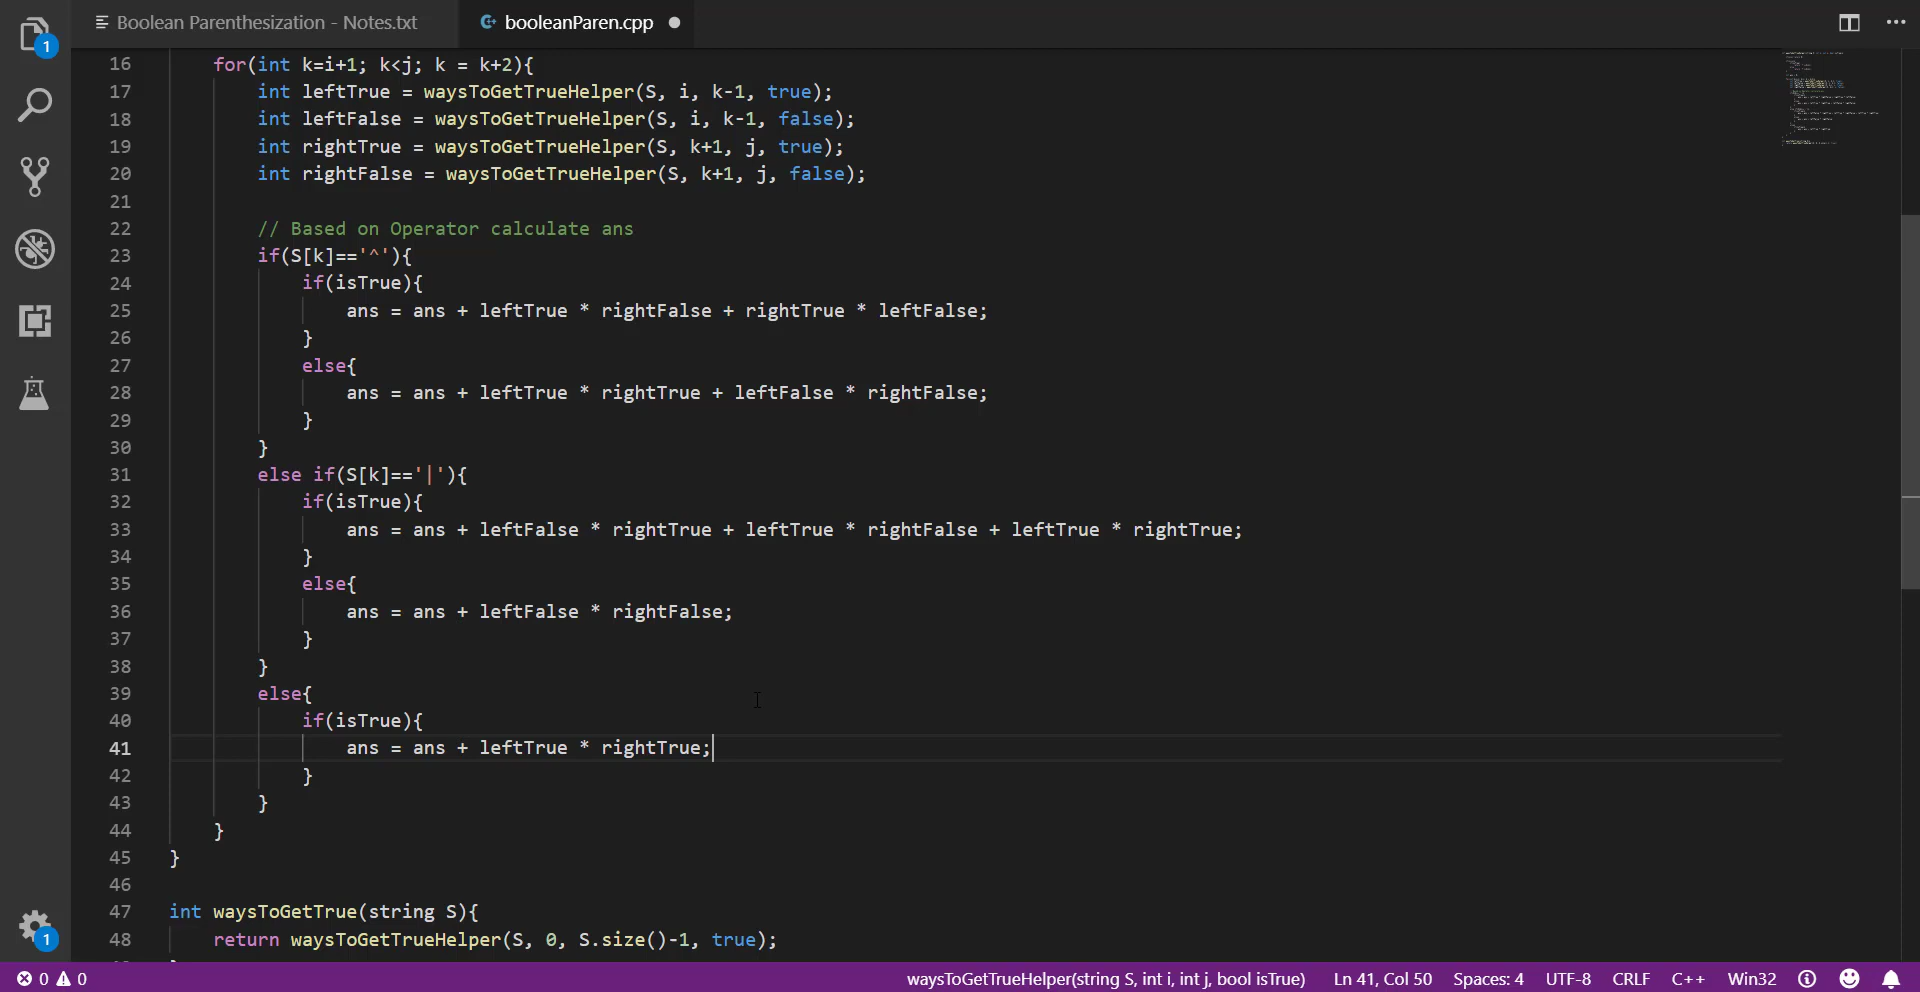 Boolean Parenthesization - Notes.txt booleanParen.cpp
1
16 for(int k=i+1; k<j; k = k+2){
17 int leftTrue = waysToGetTrueHelper(S, i, k-1, true);
18 int leftFalse = waysToGetTrueHelper(S, i, k-1, false);
19 int rightTrue = waysToGetTrueHelper(S, k+1, j, true);
20 int rightFalse = waysToGetTrueHelper(S, k+1, j, false);
21
22 // Based on Operator calculate ans
23 if(S[k]=='^'){
24 if(isTrue){
25 ans = ans + leftTrue * rightFalse + rightTrue * leftFalse;
26 }
27 else{
28 ans = ans + leftTrue * rightTrue + leftFalse * rightFalse;
29 }
30 }
31 else if(S[k]=='|'){
32 if(isTrue){
33 ans = ans + leftFalse * rightTrue + leftTrue * rightFalse + leftTrue * rightTrue;
34 }
35 else{
36 ans = ans + leftFalse * rightFalse;
37 }
38 }
39 else{
40 if(isTrue){
41 ans = ans + leftTrue * rightTrue;
42 }
43 }
44 }
45 }
46
47 int waysToGetTrue(string S){
48 return waysToGetTrueHelper(S, 0, S.size()-1, true);
1
0 0 waysToGetTrueHelper(string S, int i, int j, bool isTrue) Ln 41, Col 50 Spaces: 4 UTF-8 CRLF C++ Win32